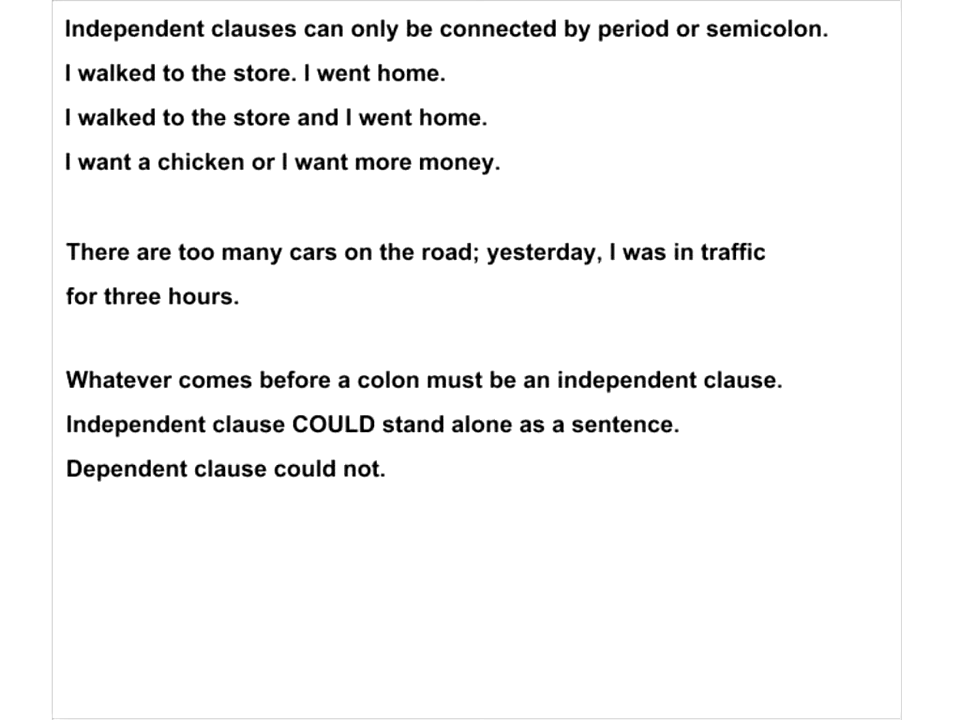 Independent clauses can only be connected by period or semicolon.
I walked to the store. I went home.
I walked to the store and I went home.
I want a chicken or I want more money.
There are too many cars on the road; yesterday, I was in traffic
for three hours.
Whatever comes before a colon must be an independent clause.
Independent clause COULD stand alone as a sentence.
Dependent clause could not.